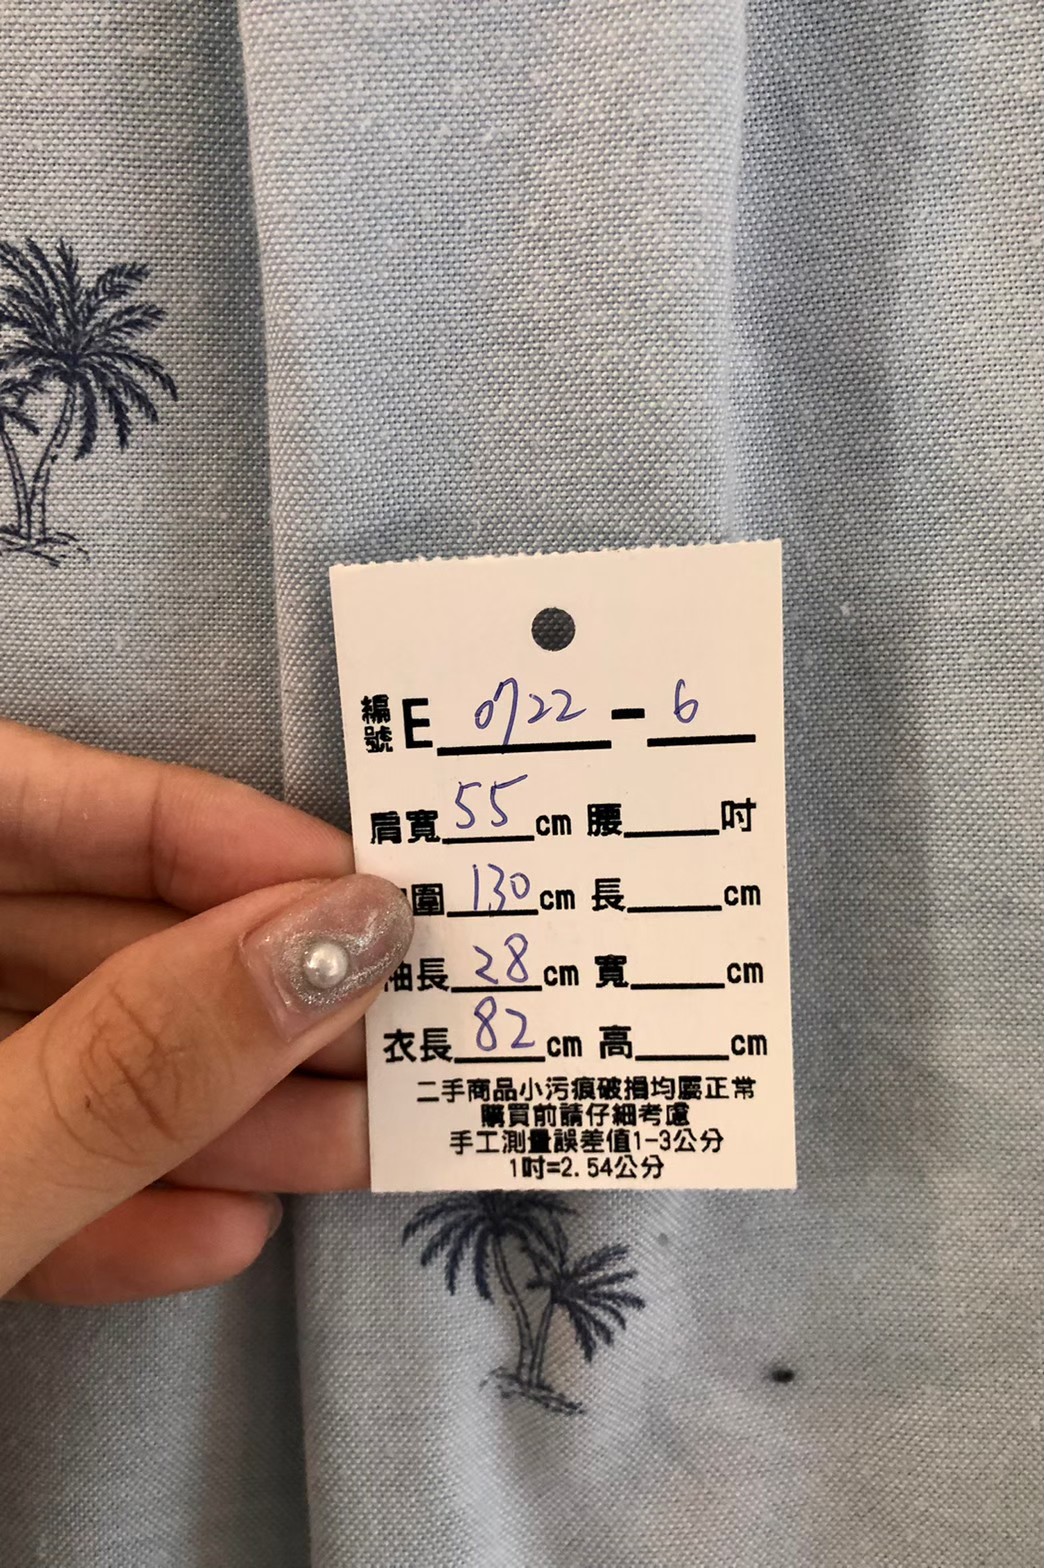 編號 E 0722 - 6
肩寬 55 cm 腰 吋
圍 130 cm 長 cm
袖長 28 cm 寬 cm
衣長 82 cm 高 cm
二手商品小污痕破損均屬正常
購買前請仔細考慮
手工測量誤差值1-3公分
1吋=2.54公分